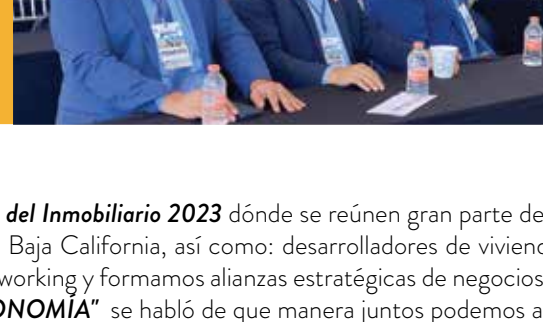 del Inmobiliario 2023 dónde se reúnen gran parte de
Baja California, así como: desarrolladores de viviend
working y formamos alianzas estratégicas de negocios
ONOMÍA" se habló de que manera juntos podemos a